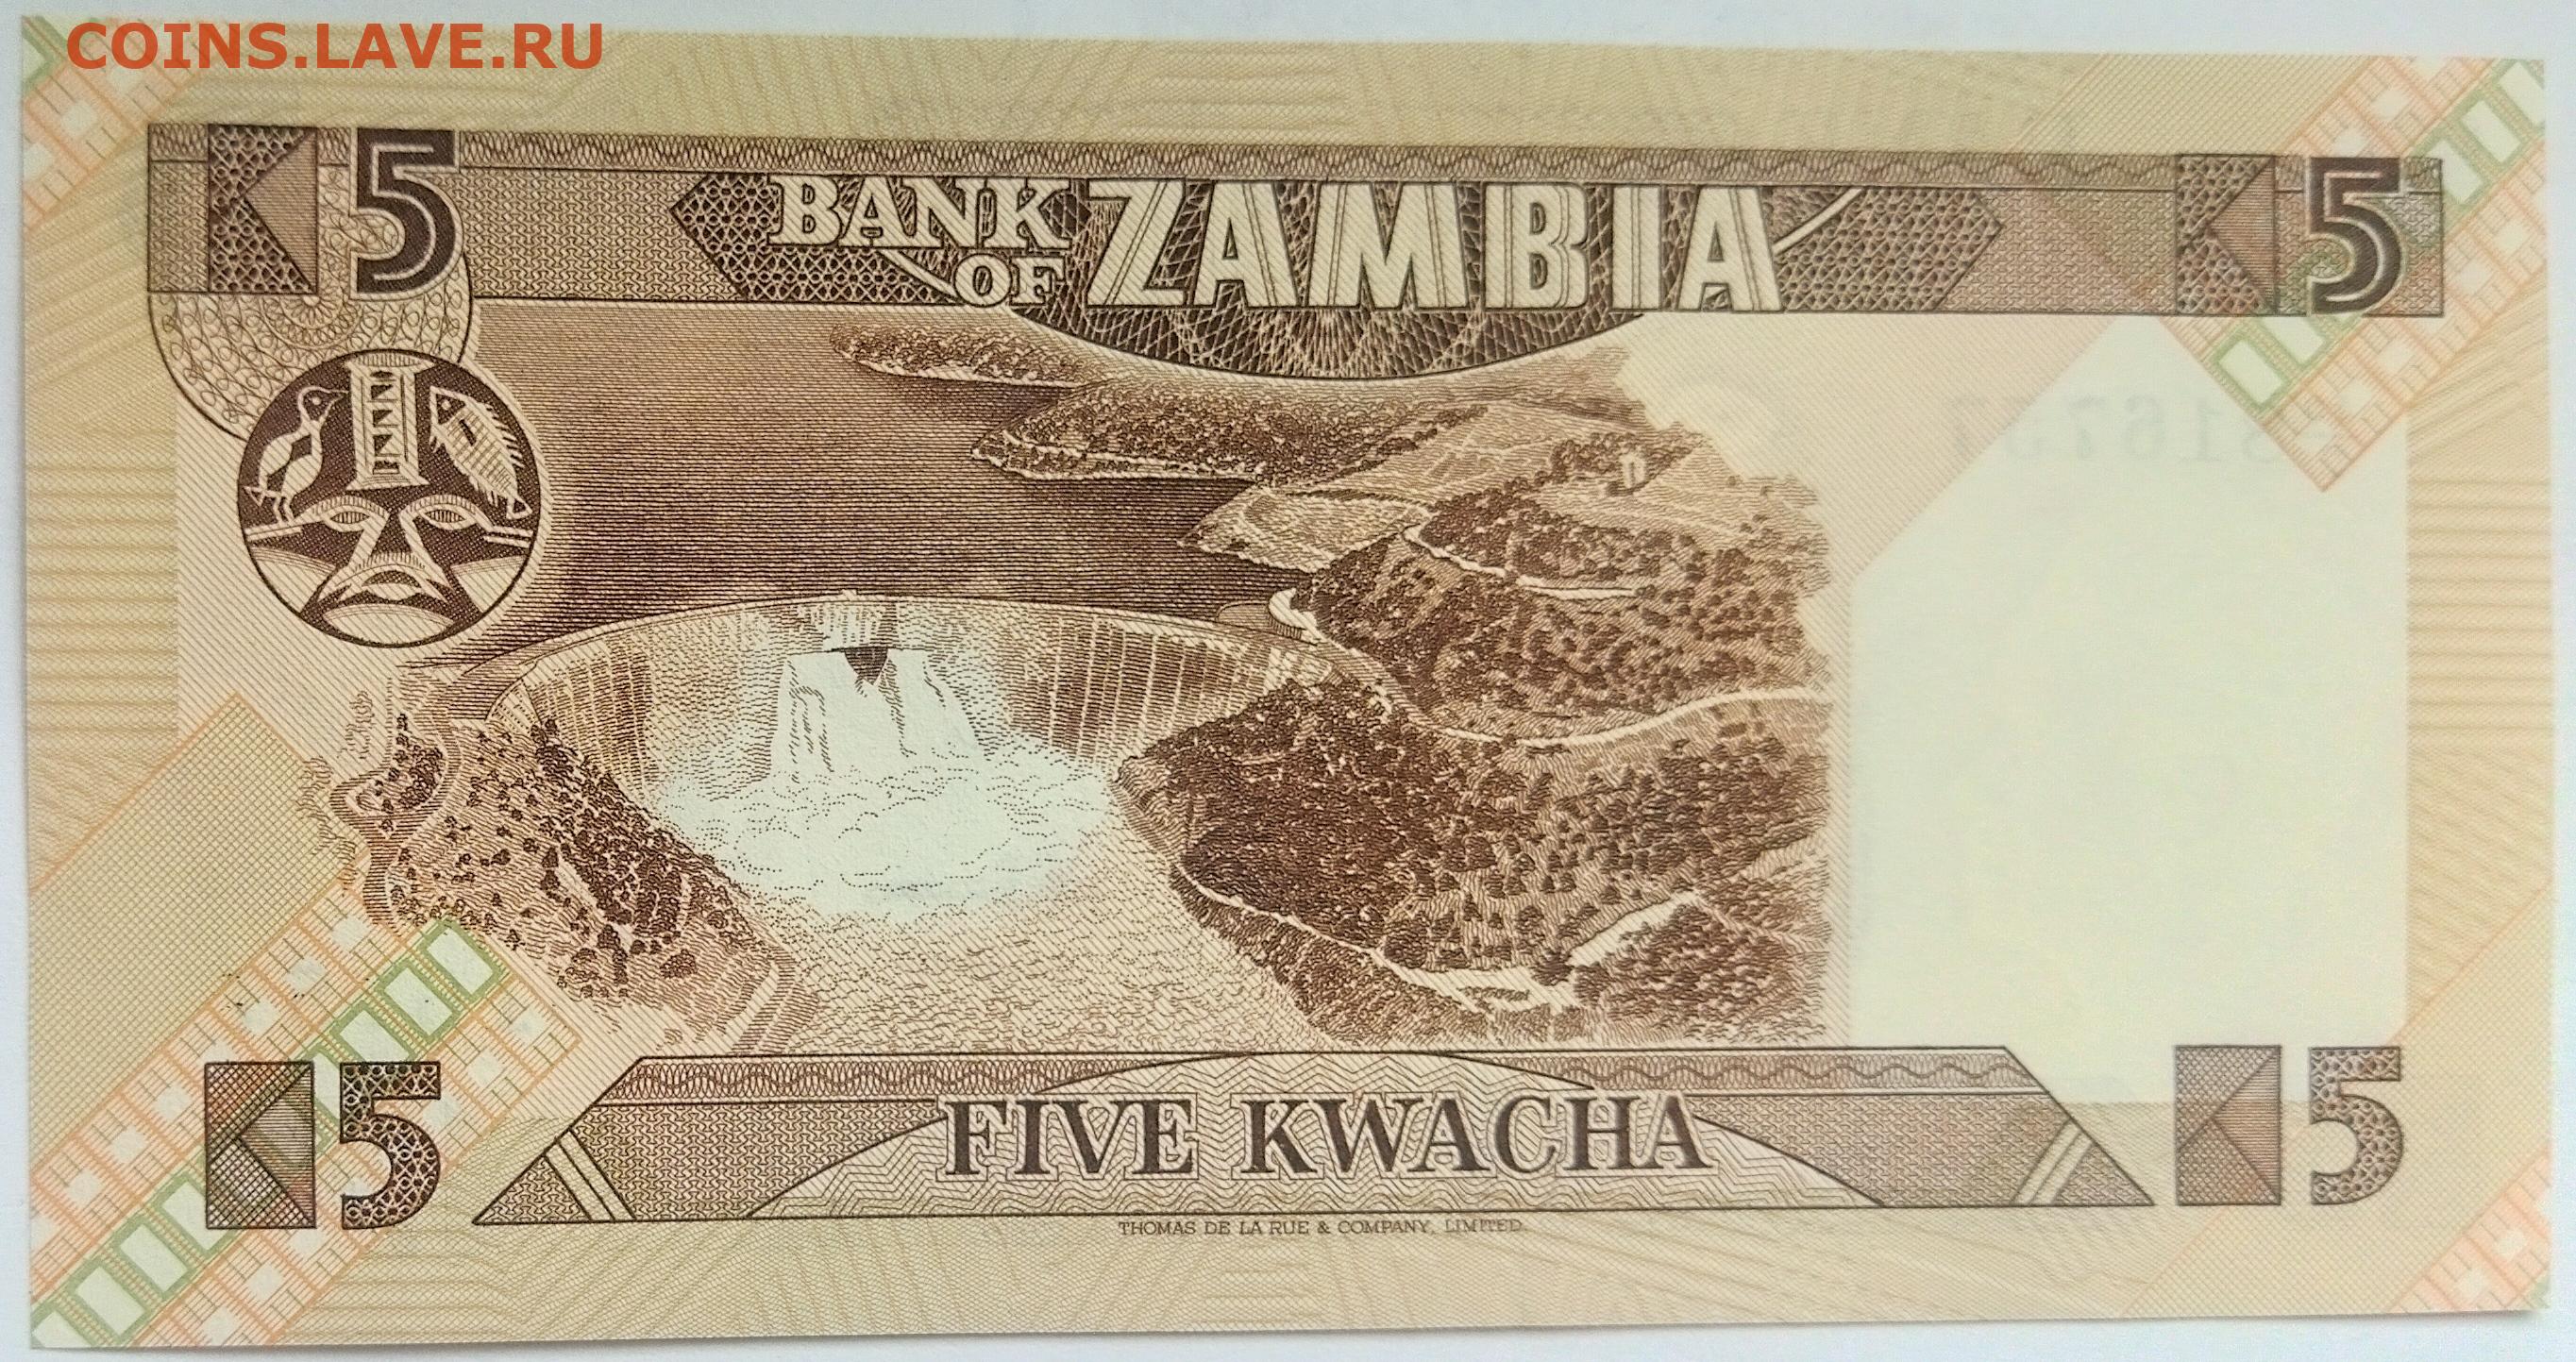 COINS.LAVE.RU
5 BANK OF ZAMBIA 5
5 FIVE KWACHA 5
THOMAS DE LA RUE & COMPANY, LIMITED.